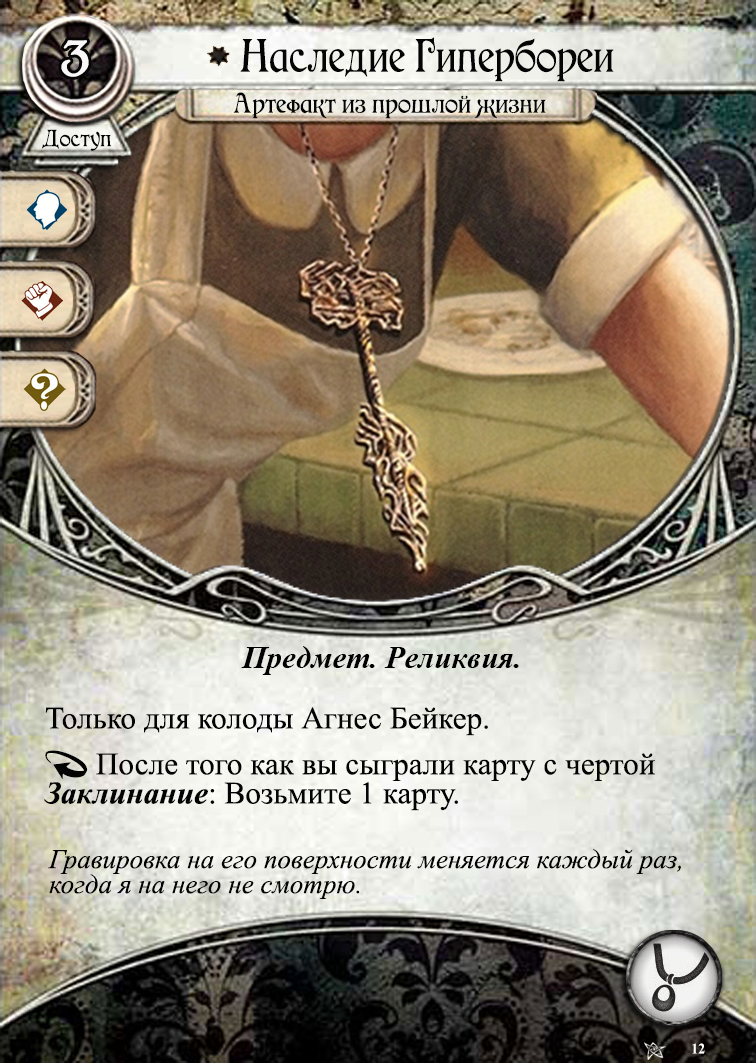 3
Наследие Гипербореи
Артефакт из прошлой жизни
Доступ
?
Предмет. Реликвия.
Только для колоды Агнес Бейкер.
После того как вы сыграли карту с чертой
Заклинание: Возьмите 1 карту.
Гравировка на его поверхности меняется каждый раз,
когда я на него не смотрю.
12